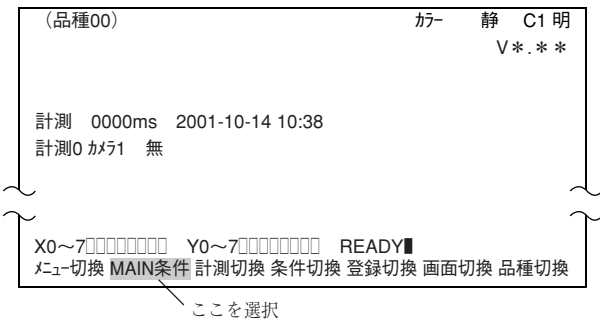 （品種00） ｶﾗｰ 静 C1 明
V＊.＊＊
計測 0000ms 2001-10-14 10:38
計測0 ｶﾒﾗ1 無
X0～7□□□□□□□□ Y0～7□□□□□□□□ READY■
ﾒﾆｭｰ切換 MAIN条件 計測切換 条件切換 登録切換 画面切換 品種切換
ここを選択